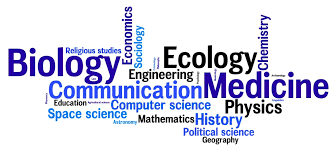 Religious studies
Economics
Sociology
Biology
Ecology
Chemistry
Engineering
Communication
Medicine
Education
Computer science
Physics
Space science
Astronomy
Mathematics
History
Political science
Geography